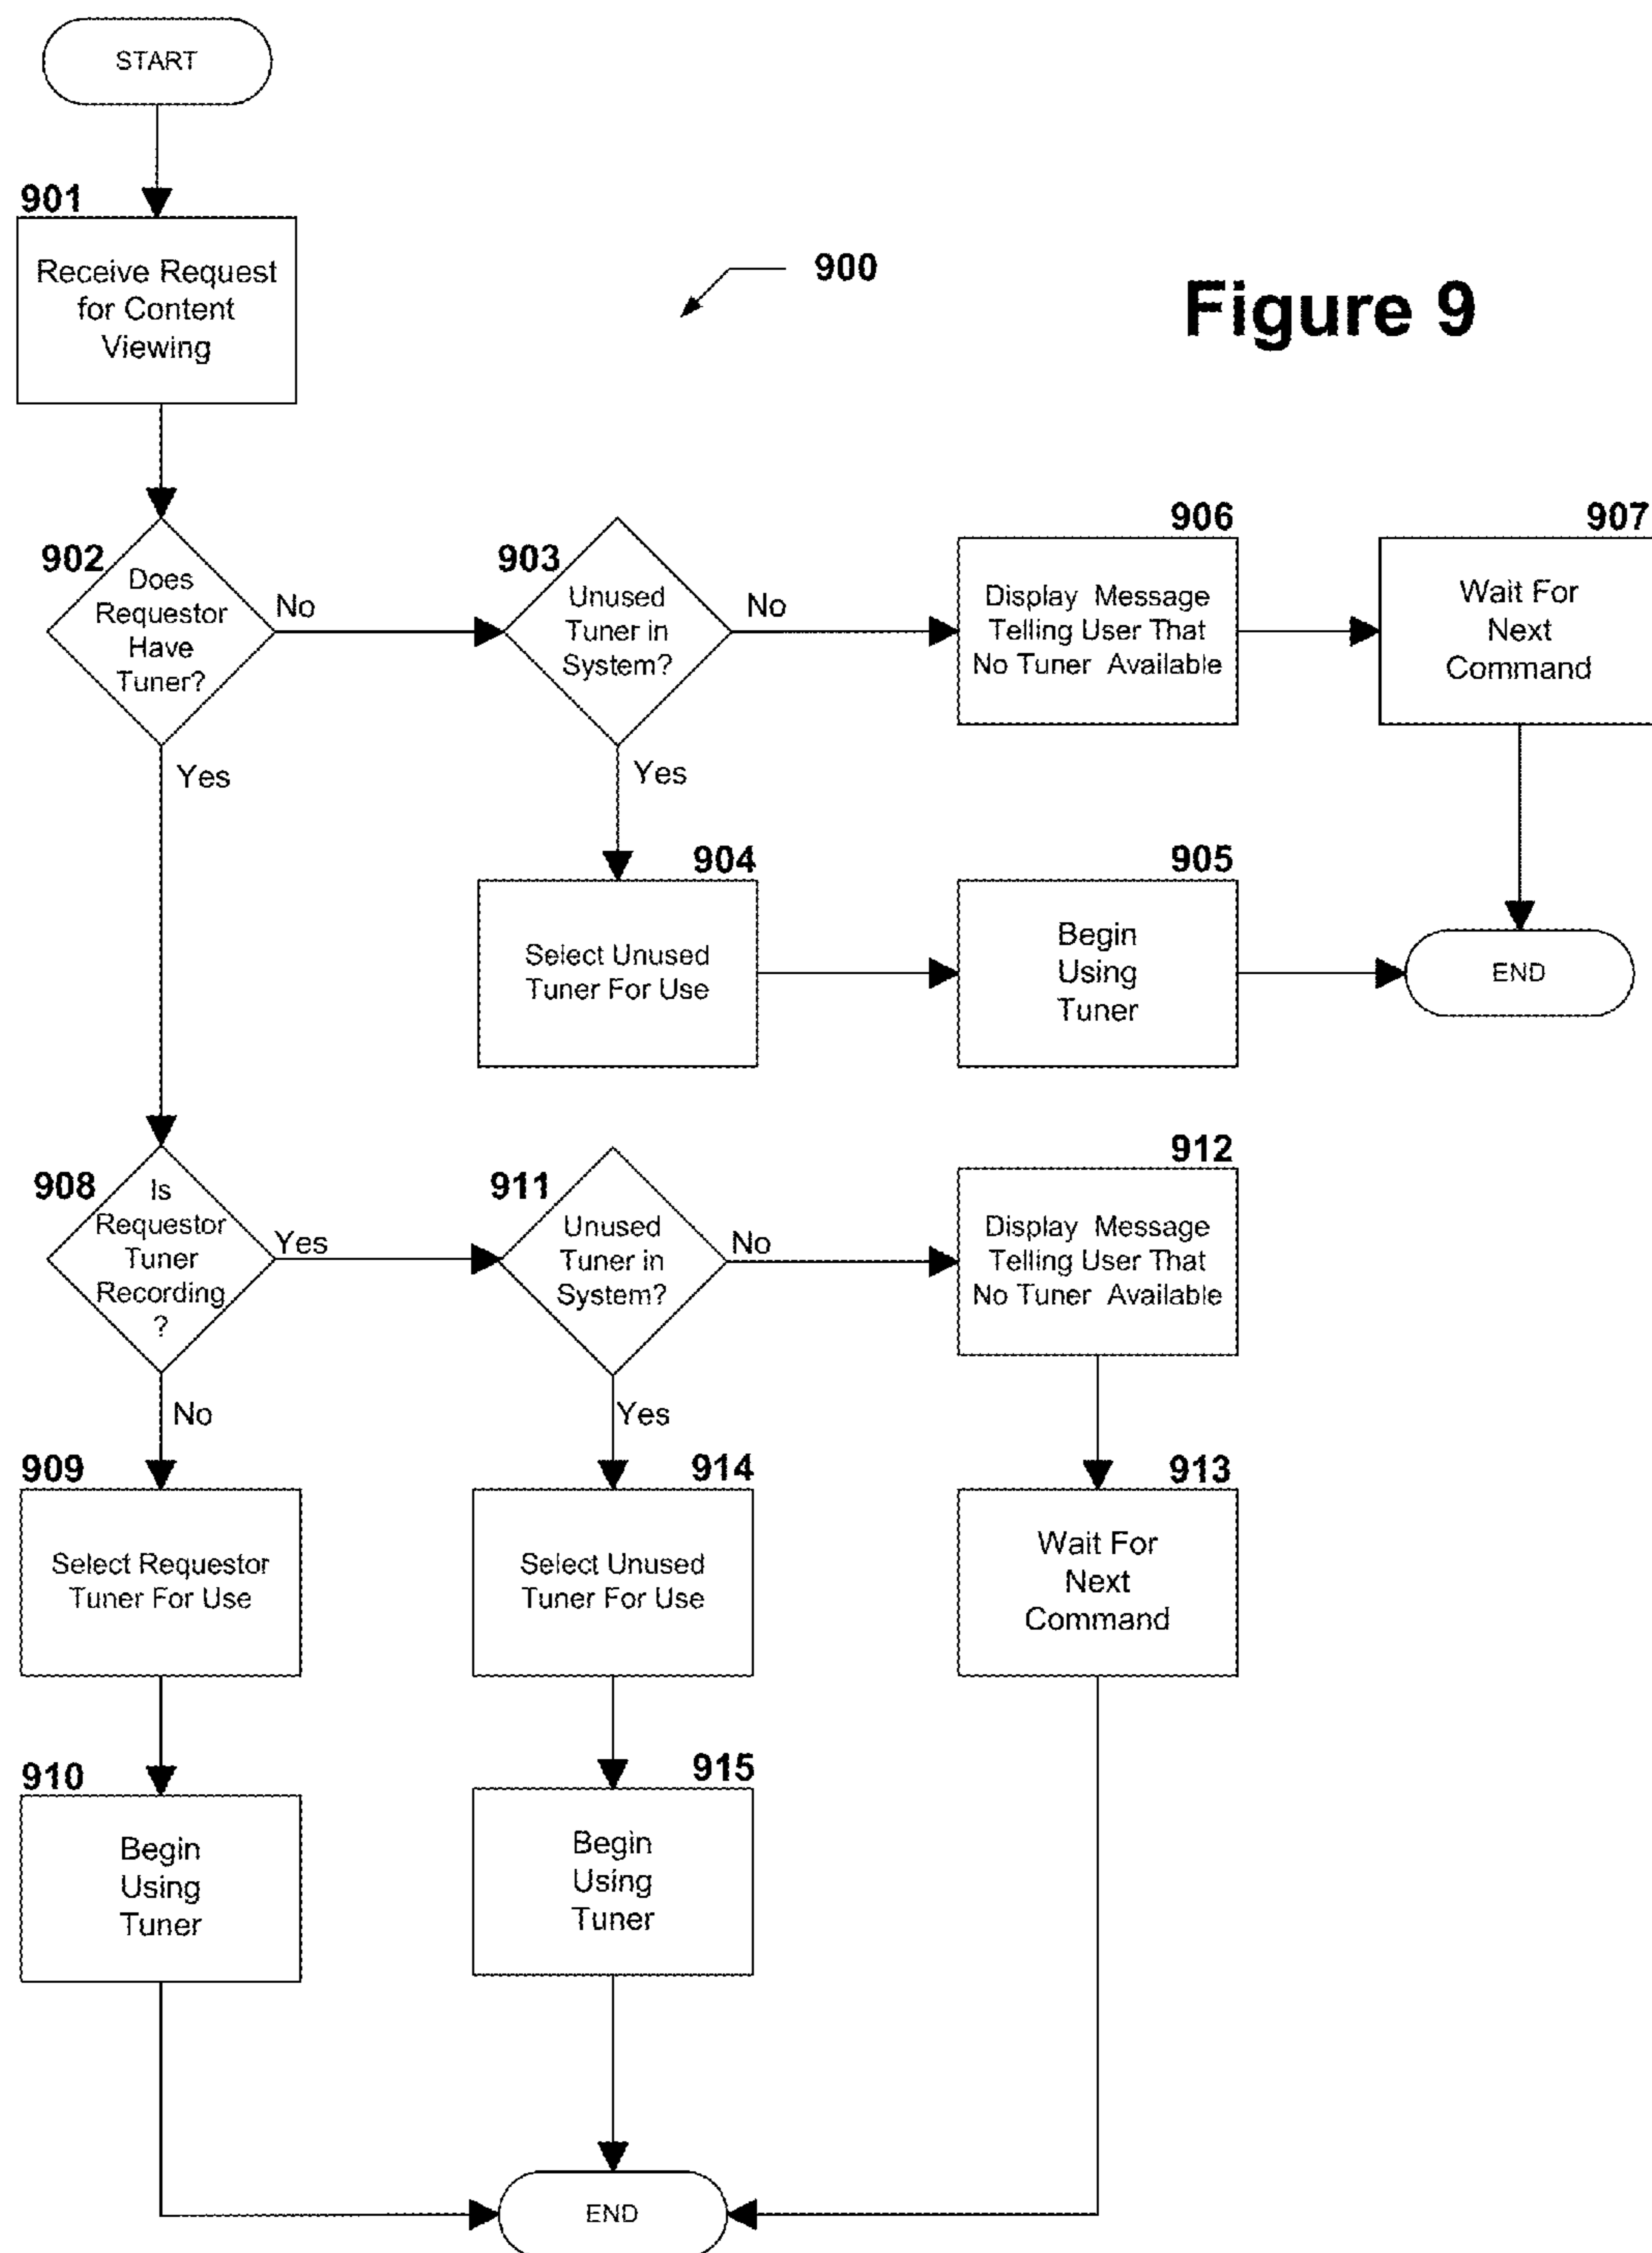 START
901
Receive Request
for Content
Viewing
900
Figure 9
902
Does
Requestor
Have
Tuner?
No
Yes
903
Unused
Tuner in
System?
No
Yes
906
Display Message
Telling User That
No Tuner Available
907
Wait For
Next
Command
904
Select Unused
Tuner For Use
905
Begin
Using
Tuner
END
908
Is
Requestor
Tuner
Recording
?
Yes
No
911
Unused
Tuner in
System?
No
Yes
912
Display Message
Telling User That
No Tuner Available
909
Select Requestor
Tuner For Use
914
Select Unused
Tuner For Use
913
Wait For
Next
Command
910
Begin
Using
Tuner
915
Begin
Using
Tuner
END